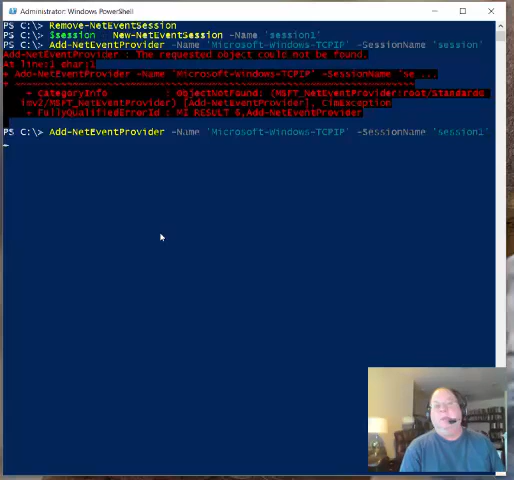 Administrator: Windows PowerShell
PS C:\> Remove-NetEventSession
PS C:\> $session = New-NetEventSession -Name 'session1'
PS C:\> Add-NetEventProvider -Name 'Microsoft-Windows-TCPIP' -SessionName 'session'
Add-NetEventProvider : The requested object could not be found.
At line:1 char:1
+ Add-NetEventProvider -Name 'Microsoft-Windows-TCPIP' -SessionName 'se ...
+ ~~~~~~~~~~~~~~~~~~~~~~~~~~~~~~~~~~~~~~~~~~~~~~~~~~~~~~~~~~~~~~~~~~~~~
+ CategoryInfo : ObjectNotFound: (MSFT_NetEventProvider:root/StandardC
imv2/MSFT_NetEventProvider) [Add-NetEventProvider], CimException
+ FullyQualifiedErrorId : MI RESULT 6,Add-NetEventProvider
PS C:\> Add-NetEventProvider -Name 'Microsoft-Windows-TCPIP' -SessionName 'session1'